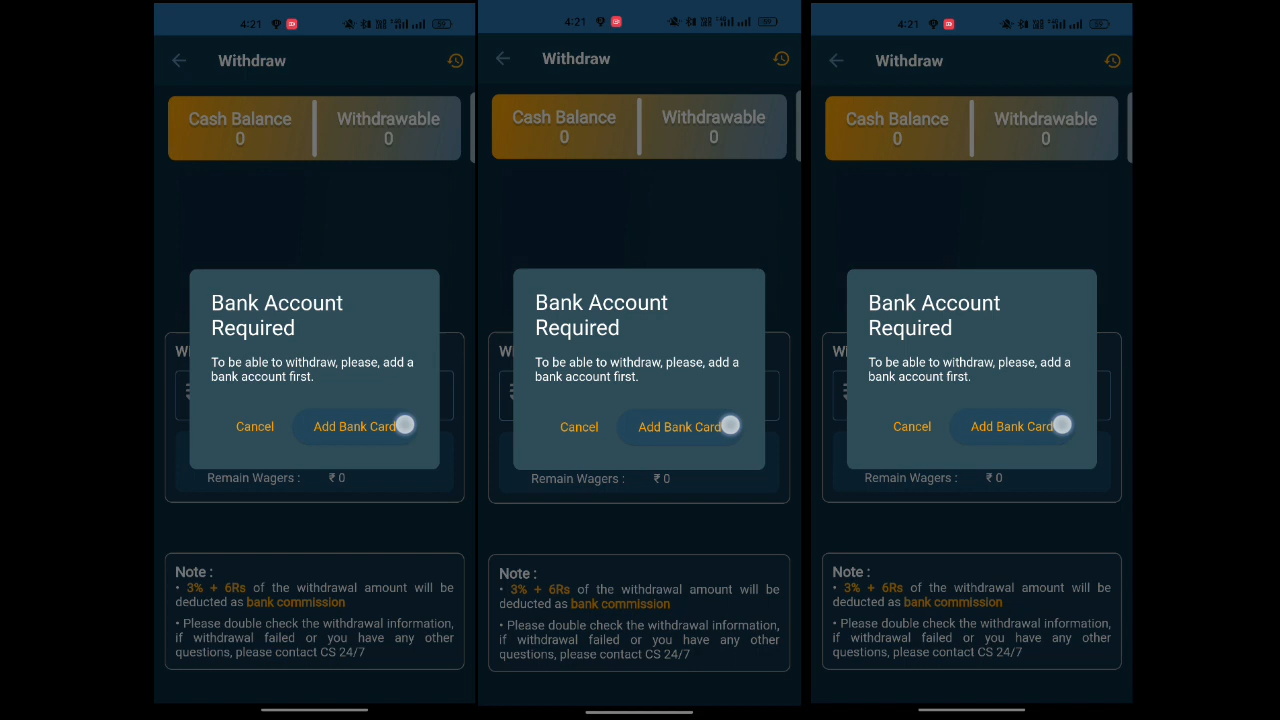 4:21
Withdraw
Cash Balance
0
Withdrawable
0
Bank Account
Required
Wi
To be able to withdraw, please, add a
bank account first.
Cancel
Add Bank Card
Remain Wagers :
₹ 0
Note :
• 3% + 6Rs of the withdrawal amount will be
deducted as bank commission
• Please double check the withdrawal information,
if withdrawal failed or you have any other
questions, please contact CS 24/7
4:21
Withdraw
Cash Balance
0
Withdrawable
0
Bank Account
Required
Wi
To be able to withdraw, please, add a
bank account first.
Cancel
Add Bank Card
Remain Wagers :
₹ 0
Note :
• 3% + 6Rs of the withdrawal amount will be
deducted as bank commission
• Please double check the withdrawal information,
if withdrawal failed or you have any other
questions, please contact CS 24/7
4:21
Withdraw
Cash Balance
0
Withdrawable
0
Bank Account
Required
Wi
To be able to withdraw, please, add a
bank account first.
Cancel
Add Bank Card
Remain Wagers :
₹ 0
Note :
• 3% + 6Rs of the withdrawal amount will be
deducted as bank commission
• Please double check the withdrawal information,
if withdrawal failed or you have any other
questions, please contact CS 24/7